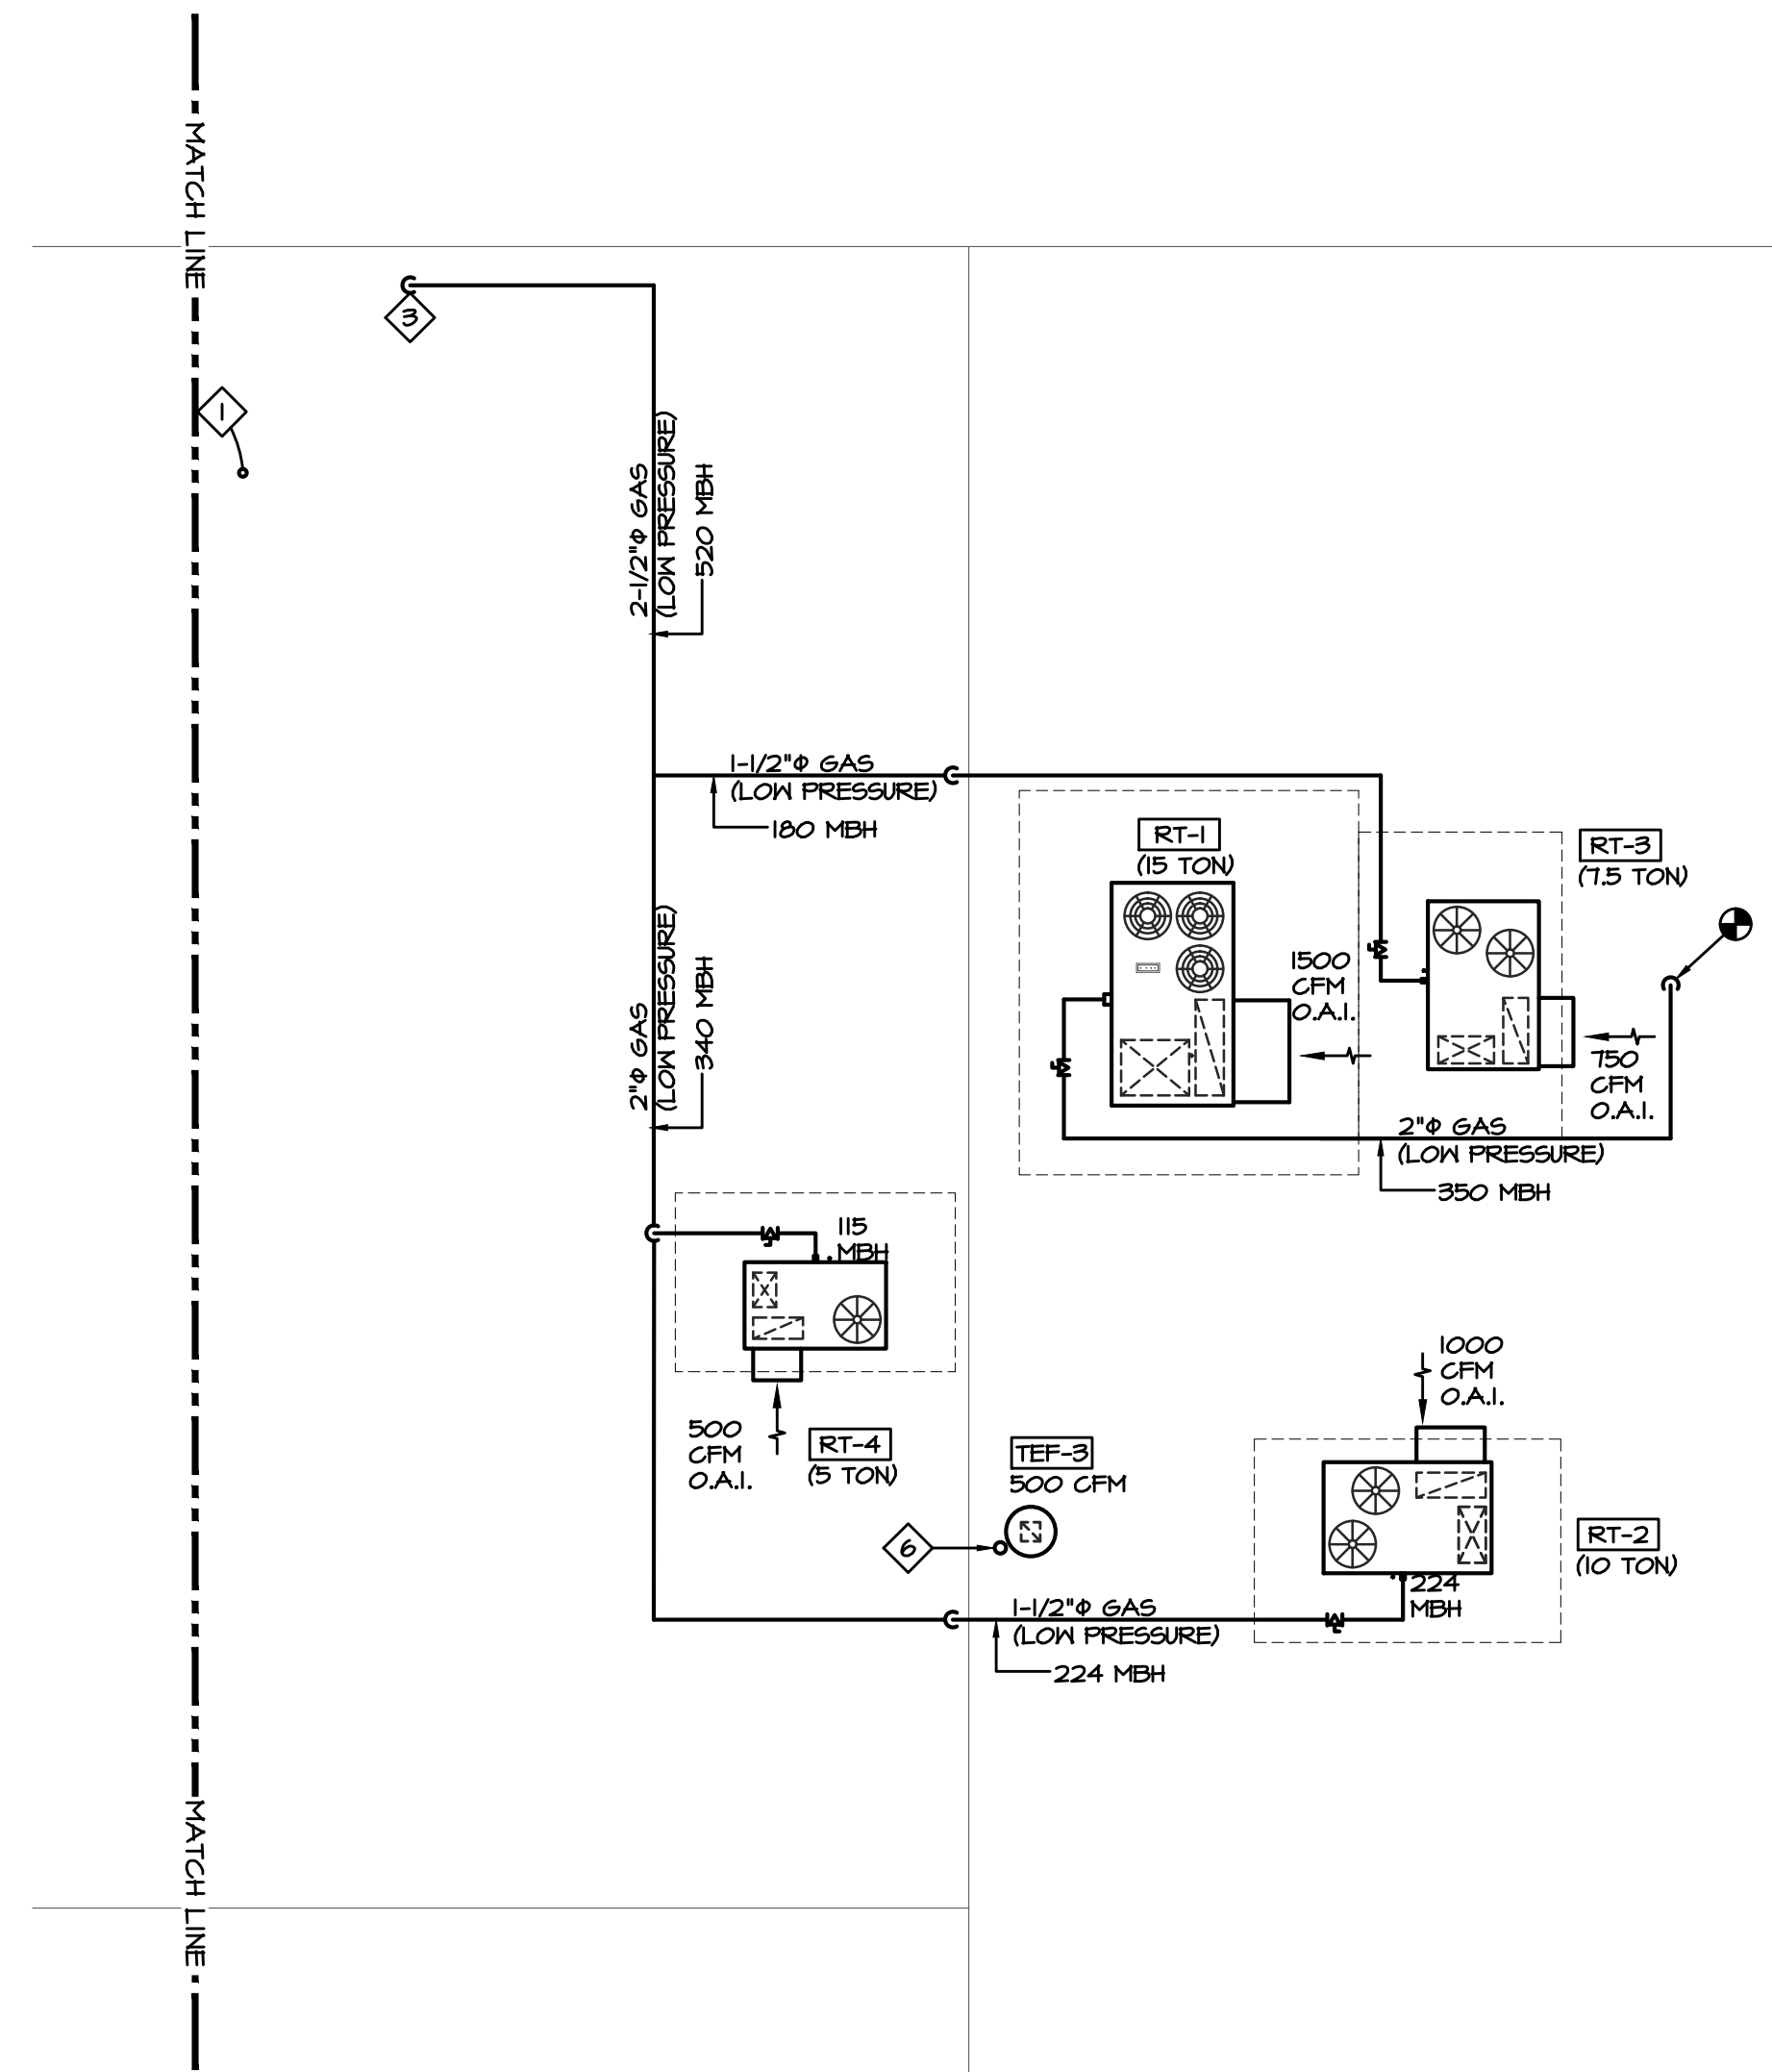 MATCH LINE
3
1
2-1/2"Φ GAS
(LOW PRESSURE)
520 MBH
1-1/2"Φ GAS
(LOW PRESSURE)
180 MBH
RT-1
(15 TON)
RT-3
(7.5 TON)
1500
CFM
O.A.I.
750
CFM
O.A.I.
2"Φ GAS
(LOW PRESSURE)
340 MBH
2"Φ GAS
(LOW PRESSURE)
350 MBH
115
MBH
500
CFM
O.A.I.
RT-4
(5 TON)
1000
CFM
O.A.I.
TEF-3
500 CFM
6
RT-2
(10 TON)
224
MBH
1-1/2"Φ GAS
(LOW PRESSURE)
224 MBH
MATCH LINE